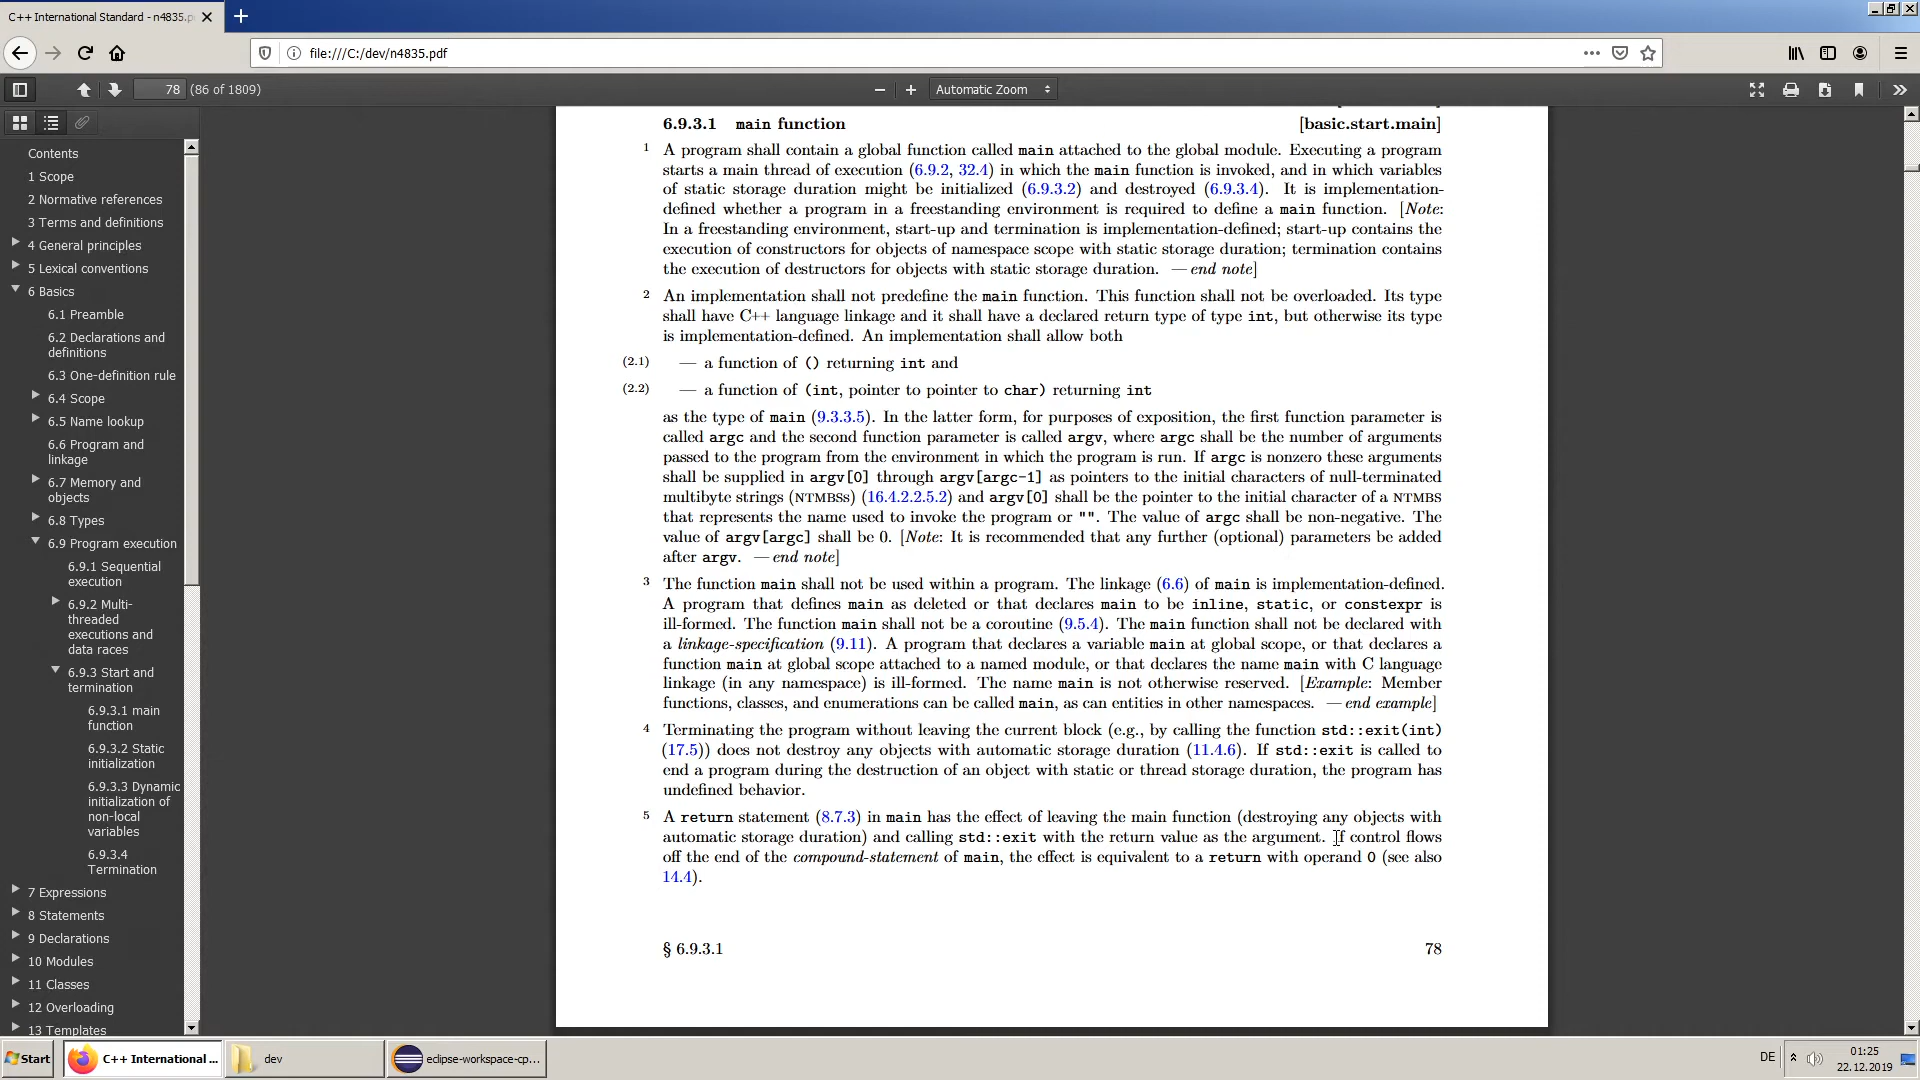 C++ International Standard - n4835.p
file:///C:/dev/n4835.pdf
78 (86 of 1809)
Automatic Zoom
Contents
1 Scope
2 Normative references
3 Terms and definitions
4 General principles
5 Lexical conventions
6 Basics
6.1 Preamble
6.2 Declarations and
definitions
6.3 One-definition rule
6.4 Scope
6.5 Name lookup
6.6 Program and
linkage
6.7 Memory and
objects
6.8 Types
6.9 Program execution
6.9.1 Sequential
execution
6.9.2 Multi-
threaded
executions and
data races
6.9.3 Start and
termination
6.9.3.1 main
function
6.9.3.2 Static
initialization
6.9.3.3 Dynamic
initialization of
non-local
variables
6.9.3.4
Termination
7 Expressions
8 Statements
9 Declarations
10 Modules
11 Classes
12 Overloading
13 Templates
6.9.3.1 main function [basic.start.main]
1 A program shall contain a global function called main attached to the global module. Executing a program
starts a main thread of execution (6.9.2, 32.4) in which the main function is invoked, and in which variables
of static storage duration might be initialized (6.9.3.2) and destroyed (6.9.3.4). It is implementation-
defined whether a program in a freestanding environment is required to define a main function. [Note:
In a freestanding environment, start-up and termination is implementation-defined; start-up contains the
execution of constructors for objects of namespace scope with static storage duration; termination contains
the execution of destructors for objects with static storage duration. — end note]
2 An implementation shall not predefine the main function. This function shall not be overloaded. Its type
shall have C++ language linkage and it shall have a declared return type of type int, but otherwise its type
is implementation-defined. An implementation shall allow both
(2.1) — a function of () returning int and
(2.2) — a function of (int, pointer to pointer to char) returning int
as the type of main (9.3.3.5). In the latter form, for purposes of exposition, the first function parameter is
called argc and the second function parameter is called argv, where argc shall be the number of arguments
passed to the program from the environment in which the program is run. If argc is nonzero these arguments
shall be supplied in argv[0] through argv[argc-1] as pointers to the initial characters of null-terminated
multibyte strings (NTMBSs) (16.4.2.2.5.2) and argv[0] shall be the pointer to the initial character of a NTMBS
that represents the name used to invoke the program or "". The value of argc shall be non-negative. The
value of argv[argc] shall be 0. [Note: It is recommended that any further (optional) parameters be added
after argv. — end note]
3 The function main shall not be used within a program. The linkage (6.6) of main is implementation-defined.
A program that defines main as deleted or that declares main to be inline, static, or constexpr is
ill-formed. The function main shall not be a coroutine (9.5.4). The main function shall not be declared with
a linkage-specification (9.11). A program that declares a variable main at global scope, or that declares a
function main at global scope attached to a named module, or that declares the name main with C language
linkage (in any namespace) is ill-formed. The name main is not otherwise reserved. [Example: Member
functions, classes, and enumerations can be called main, as can entities in other namespaces. — end example]
4 Terminating the program without leaving the current block (e.g., by calling the function std::exit(int)
(17.5)) does not destroy any objects with automatic storage duration (11.4.6). If std::exit is called to
end a program during the destruction of an object with static or thread storage duration, the program has
undefined behavior.
5 A return statement (8.7.3) in main has the effect of leaving the main function (destroying any objects with
automatic storage duration) and calling std::exit with the return value as the argument. If control flows
off the end of the compound-statement of main, the effect is equivalent to a return with operand 0 (see also
14.4).
§ 6.9.3.1 78
Start
C++ International ...
dev
eclipse-workspace-cp...
DE
01:25
22.12.2019